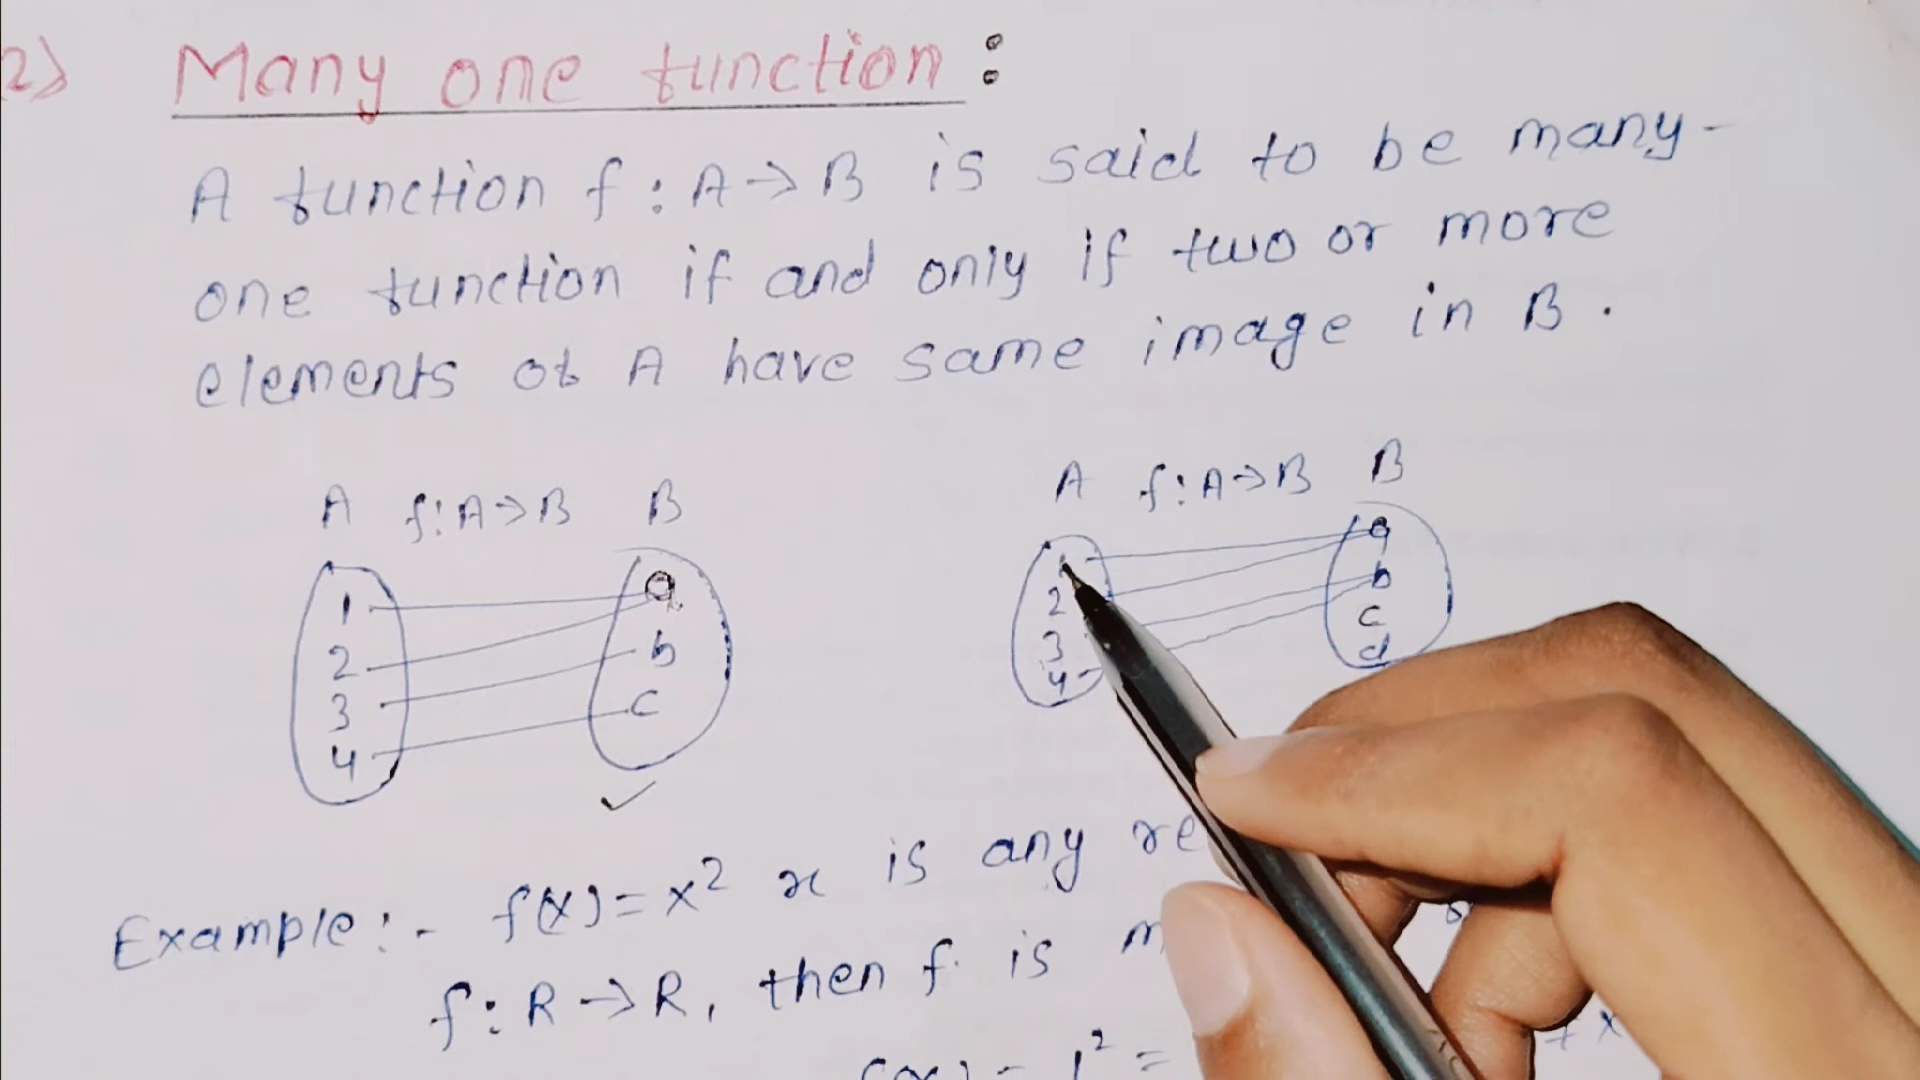 2) Many one function :
A function f : A → B is said to be many-
one function if and only if two or more
elements of A have same image in B .
A f:A→B B
1
2
3
4
a
b
c
✓
A f:A→B B
2
3
4
a
b
c
d
Example:- f(x) = x² x is any
f : R → R, then f is
f(x) - 1² =
+ x